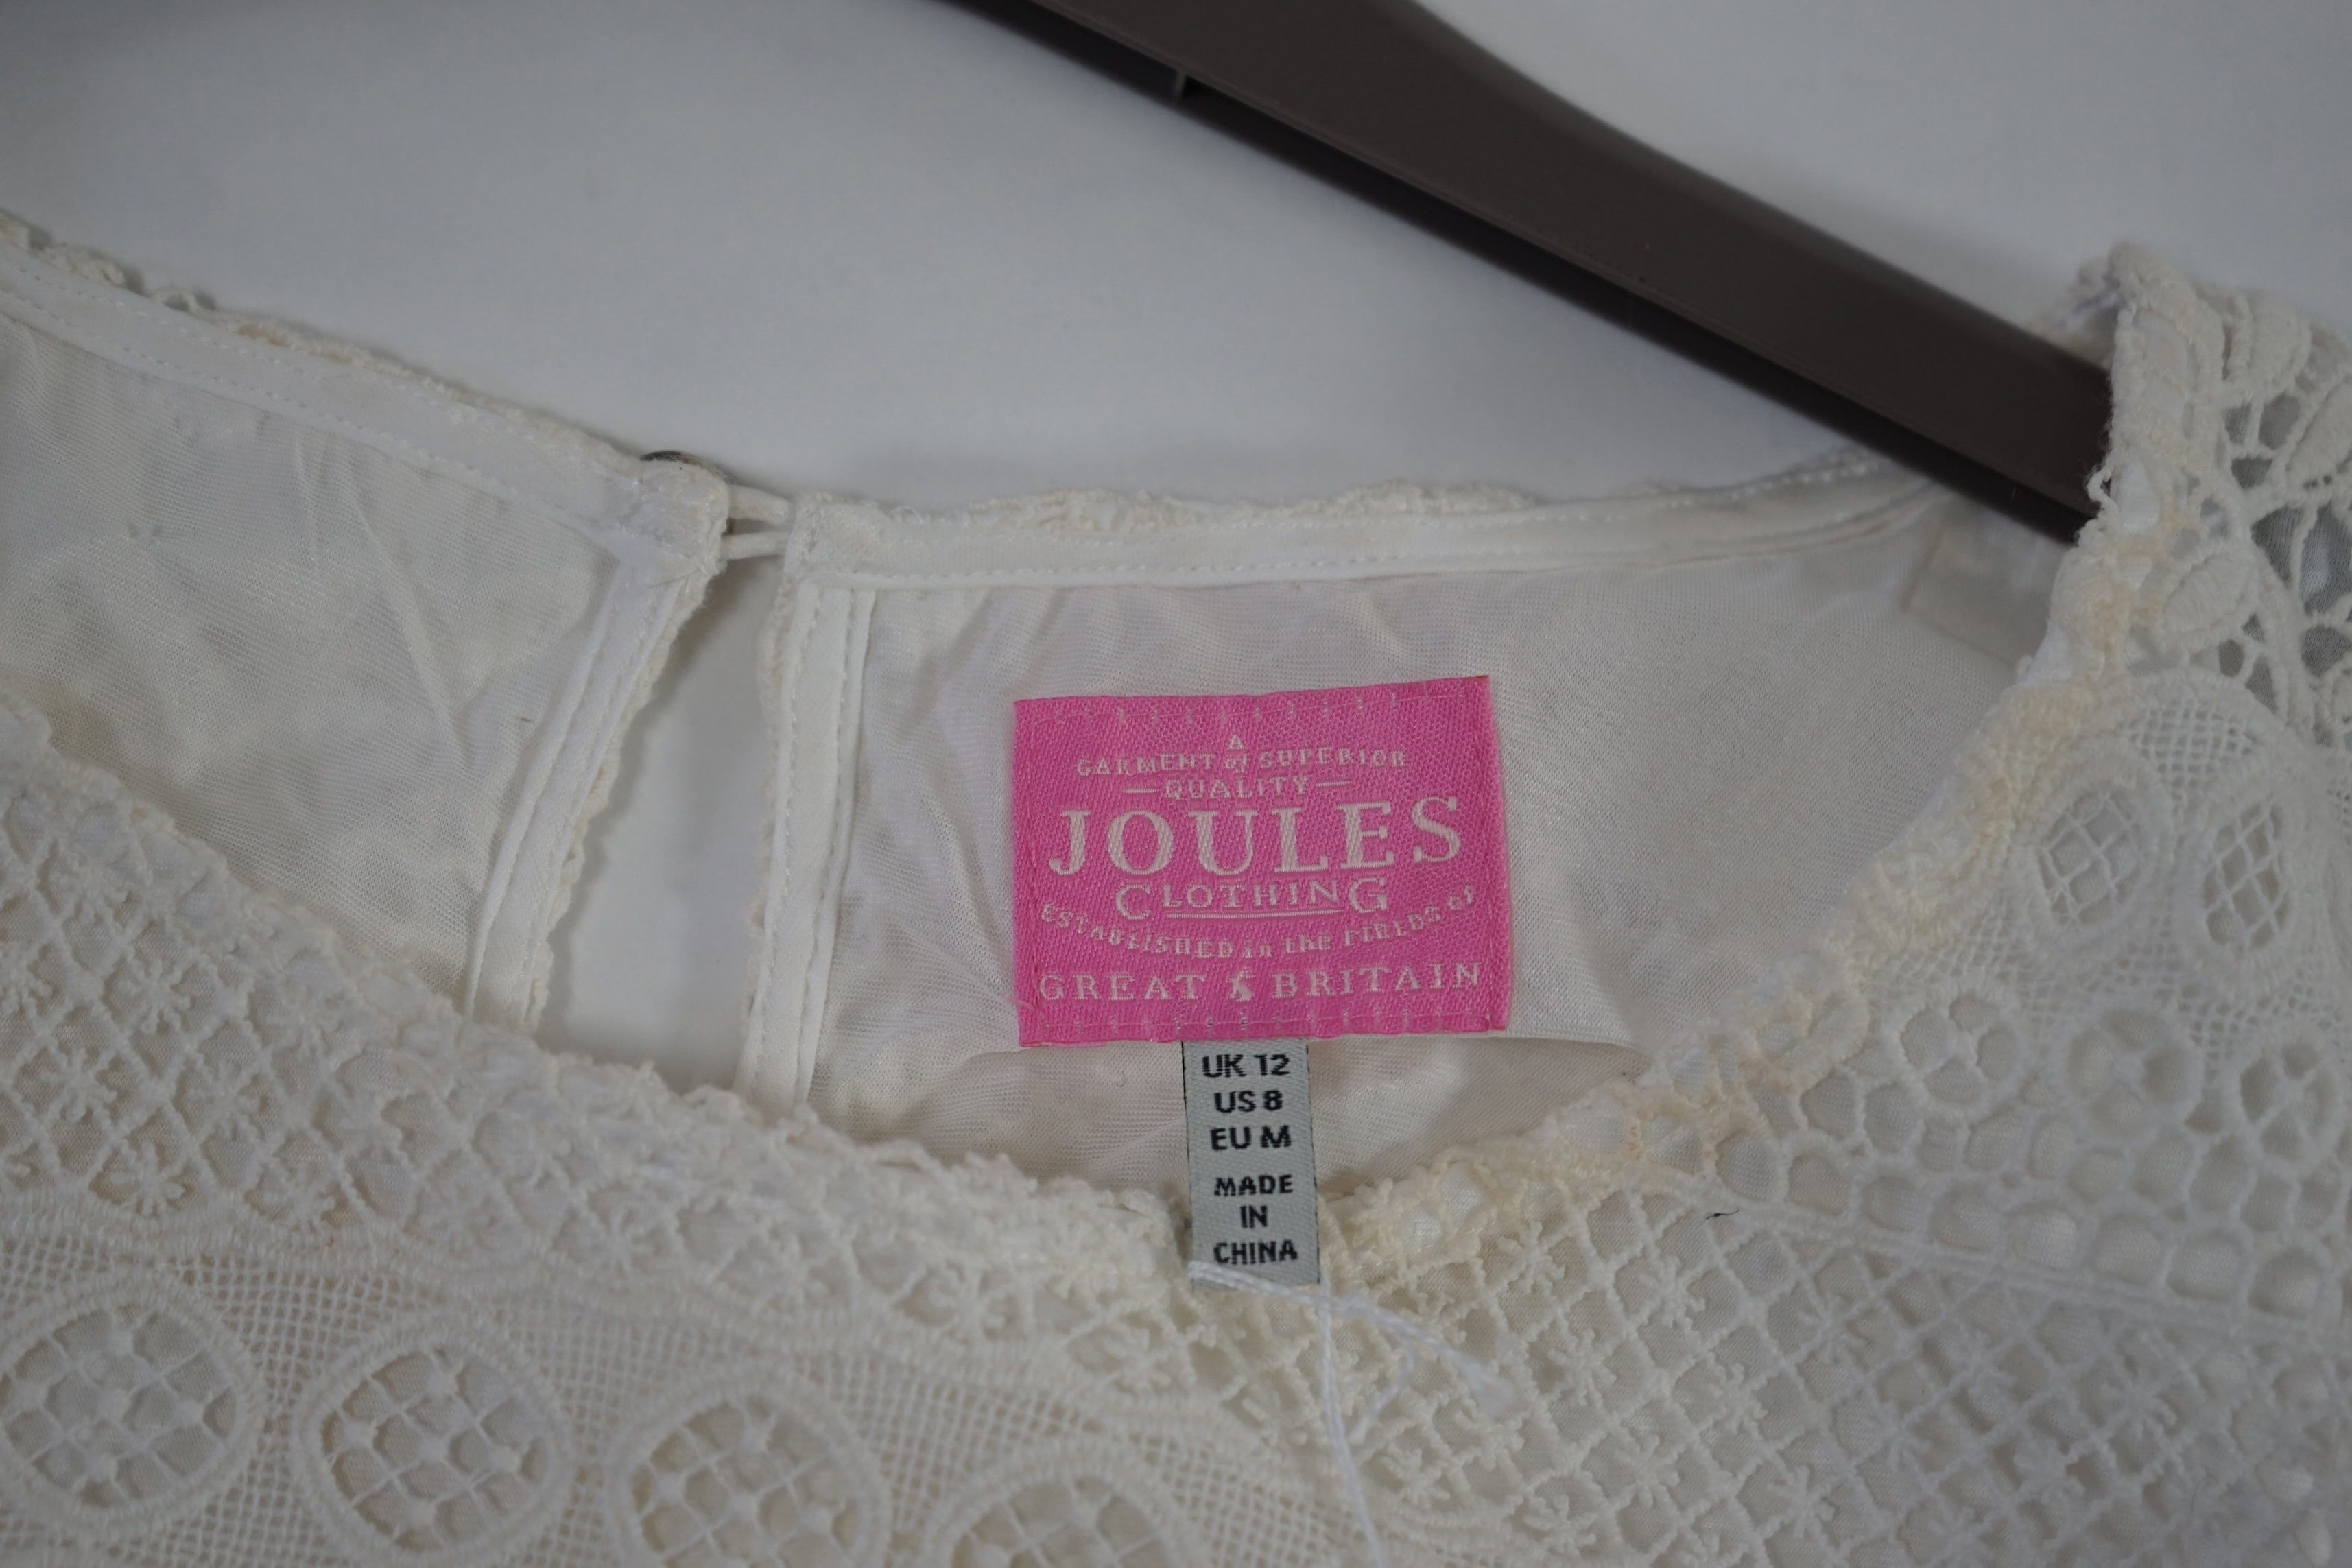 A
GARMENT of SUPERIOR
QUALITY
JOULES
CLOTHING
ESTABLISHED in the FIELDS of
GREAT BRITAIN
UK 12
US 8
EU M
MADE
IN
CHINA